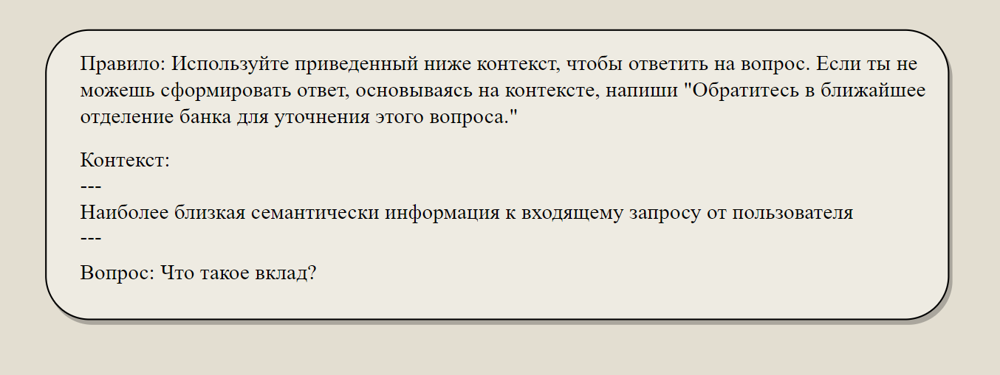 Правило: Используйте приведенный ниже контекст, чтобы ответить на вопрос. Если ты не
можешь сформировать ответ, основываясь на контексте, напиши "Обратитесь в ближайшее
отделение банка для уточнения этого вопроса."
Контекст:
---
Наиболее близкая семантически информация к входящему запросу от пользователя
---
Вопрос: Что такое вклад?